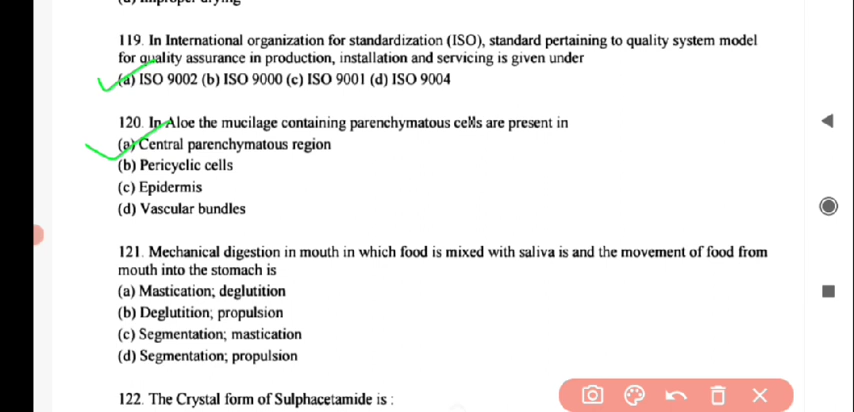 119. In International organization for standardization (ISO), standard pertaining to quality system model
for quality assurance in production, installation and servicing is given under
(a) ISO 9002 (b) ISO 9000 (c) ISO 9001 (d) ISO 9004
120. In Aloe the mucilage containing parenchymatous cells are present in
(a) Central parenchymatous region
(b) Pericyclic cells
(c) Epidermis
(d) Vascular bundles
121. Mechanical digestion in mouth in which food is mixed with saliva is and the movement of food from
mouth into the stomach is
(a) Mastication; deglutition
(b) Deglutition; propulsion
(c) Segmentation; mastication
(d) Segmentation; propulsion
122. The Crystal form of Sulphacetamide is :